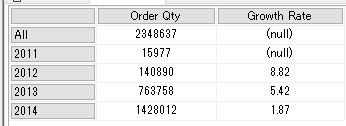 Order Qty Growth Rate
All 2348637 (null)
2011 15977 (null)
2012 140890 8.82
2013 763758 5.42
2014 1428012 1.87